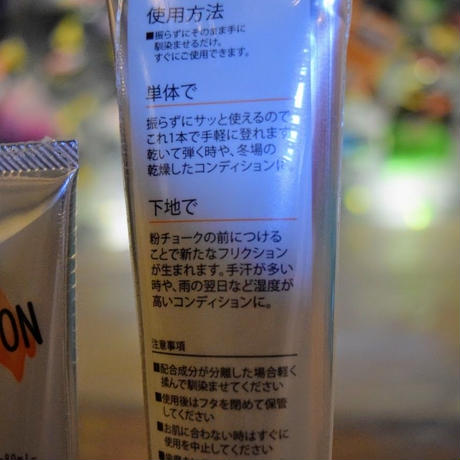 使用方法
■振らずにそのまま手に
馴染ませるだけ。
すぐにご使用できます。
単体で
振らずにサッと使えるので
これ1本で手軽に登れます
乾いて弾く時や、冬場の
乾燥したコンディションに
下地で
粉チョークの前につける
ことで新たなフリクション
が生まれます。手汗が多い
時や、雨の翌日など湿度が
高いコンディションに。
注意事項
■配合成分が分離した場合軽く
揉んで馴染ませてください
■使用後はフタを閉めて保管
してください
■お肌に合わない時はすぐに
使用を中止してください
ON
80mL